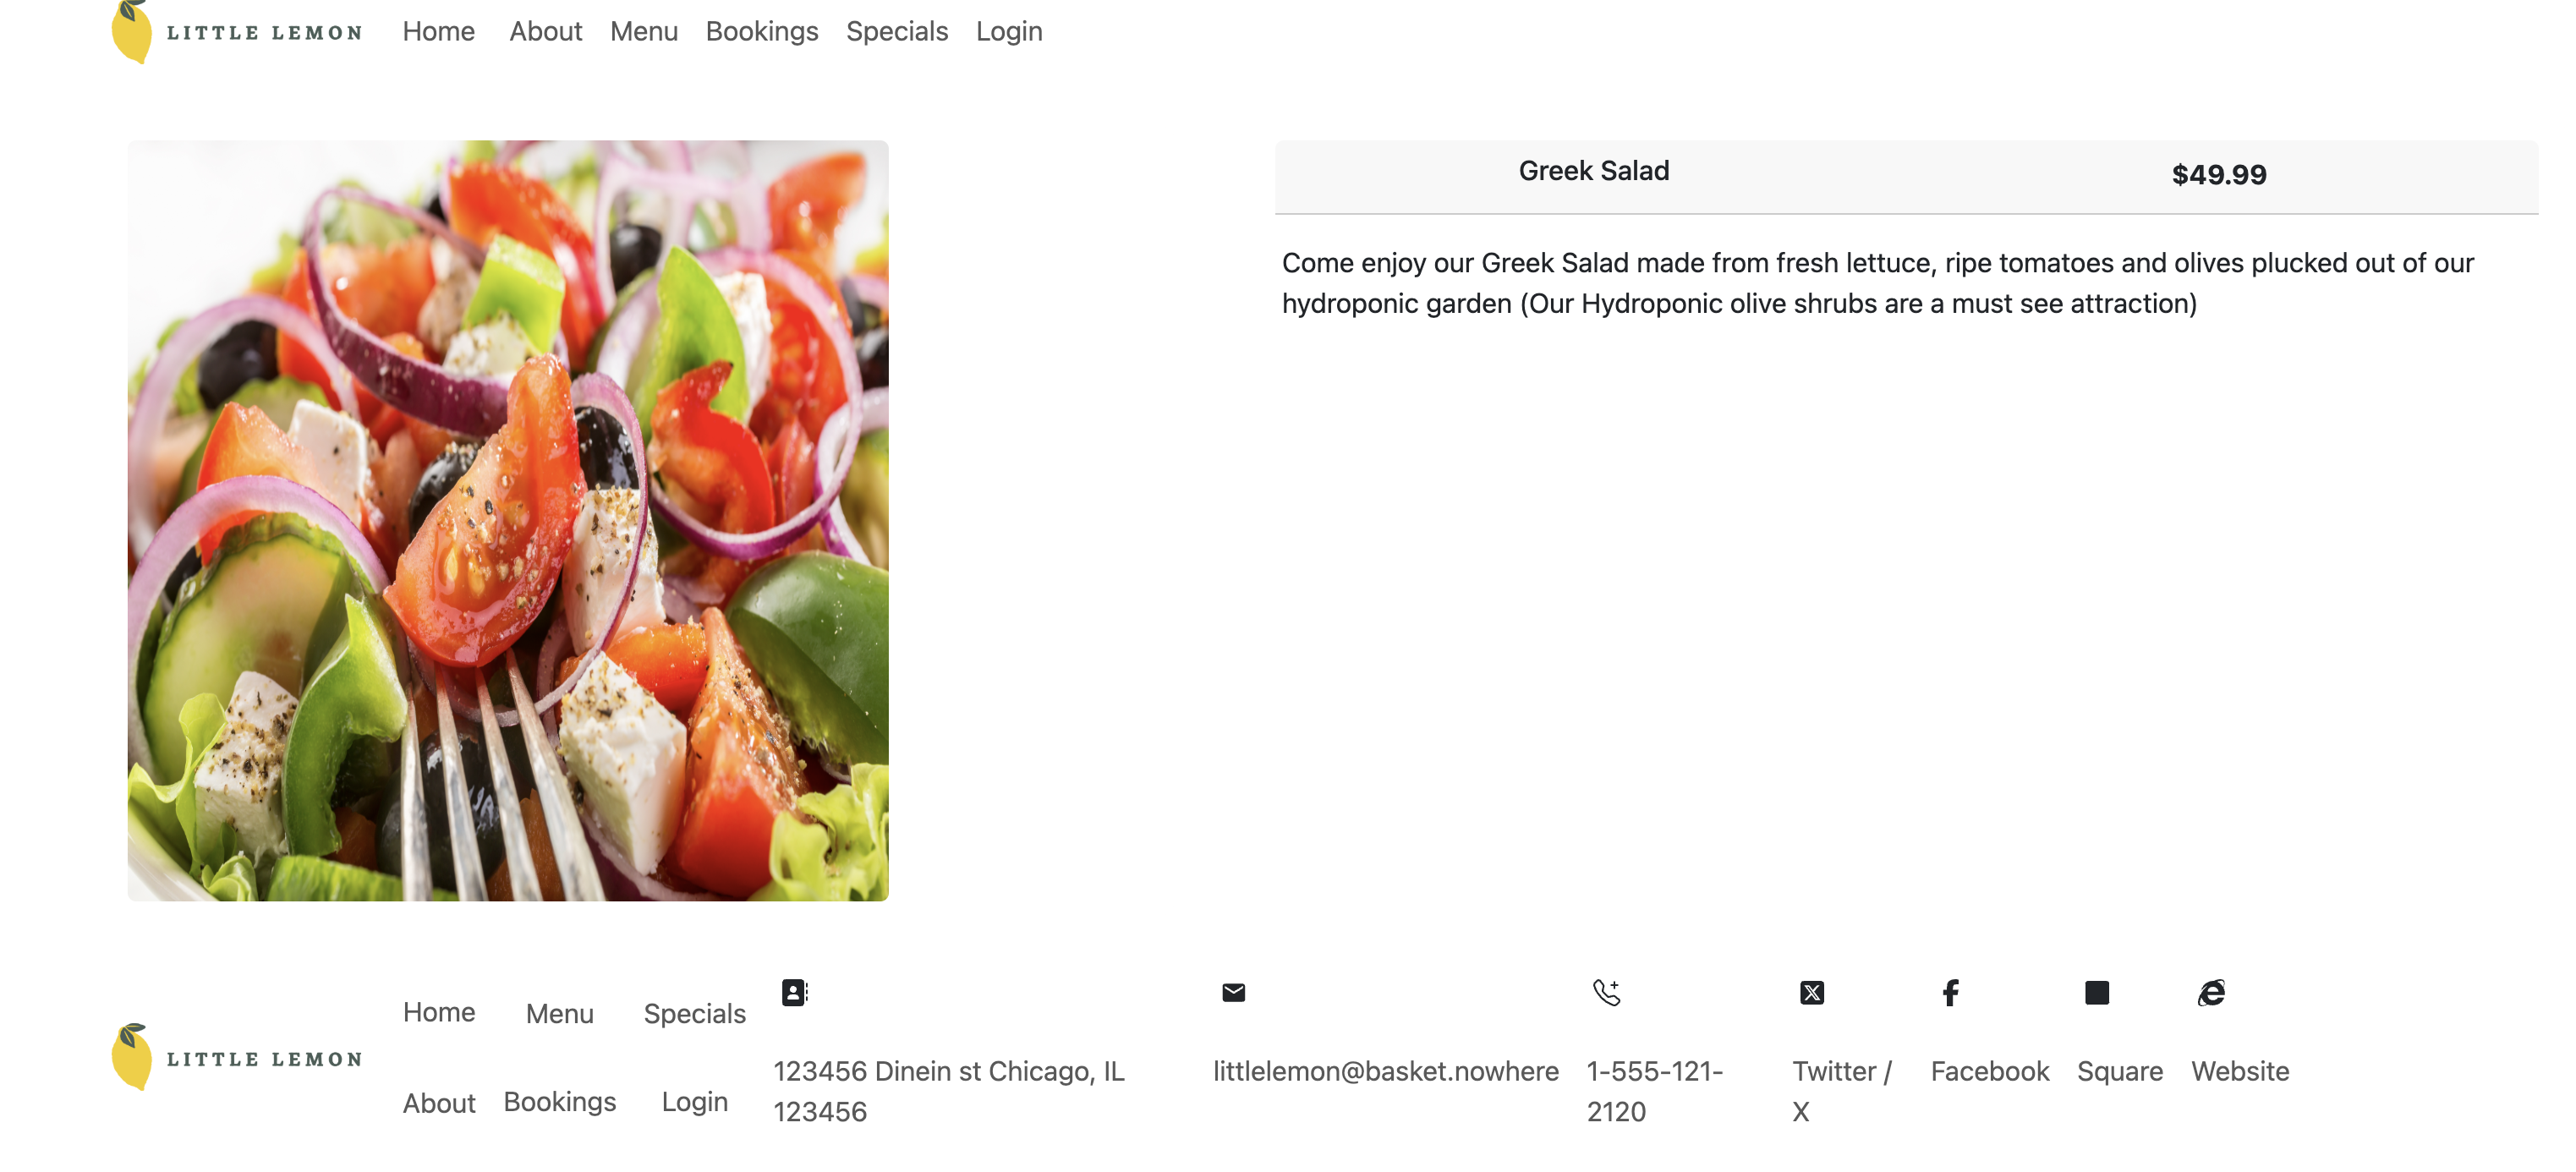 LITTLE LEMON Home About Menu Bookings Specials Login
Greek Salad $49.99
Come enjoy our Greek Salad made from fresh lettuce, ripe tomatoes and olives plucked out of our
hydroponic garden (Our Hydroponic olive shrubs are a must see attraction)
LITTLE LEMON
Home Menu Specials
About Bookings Login
123456 Dinein st Chicago, IL
123456
littlelemon@basket.nowhere
1-555-121-
2120
Twitter /
X
Facebook
Square
Website